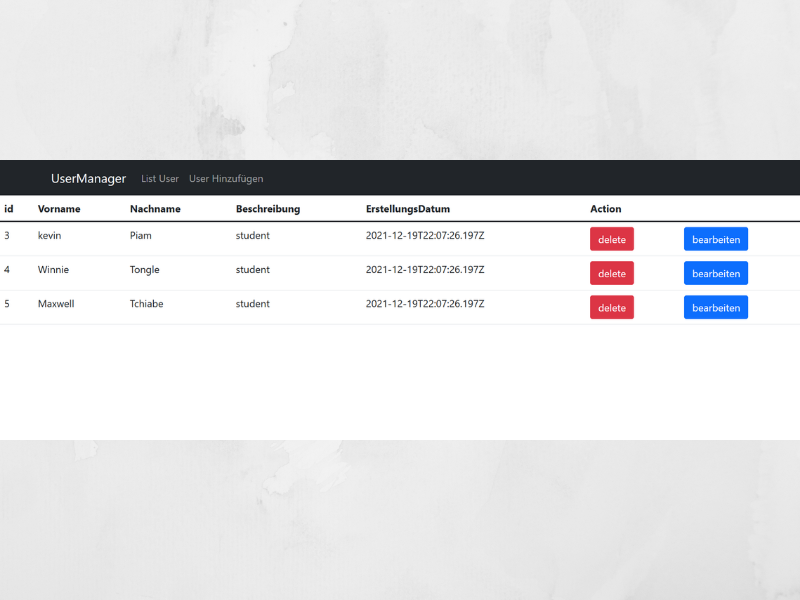 UserManager List User User Hinzufügen
id Vorname Nachname Beschreibung ErstellungsDatum Action
3 kevin Piam student 2021-12-19T22:07:26.197Z delete bearbeiten
4 Winnie Tongle student 2021-12-19T22:07:26.197Z delete bearbeiten
5 Maxwell Tchiabe student 2021-12-19T22:07:26.197Z delete bearbeiten